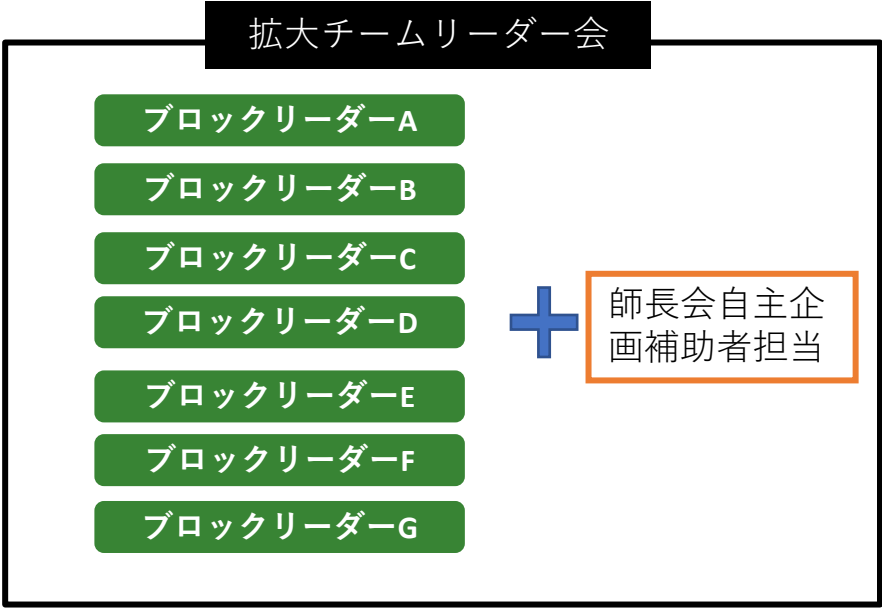 拡大チームリーダー会
ブロックリーダーA
ブロックリーダーB
ブロックリーダーC
ブロックリーダーD
ブロックリーダーE
ブロックリーダーF
ブロックリーダーG
師長会自主企
画補助者担当